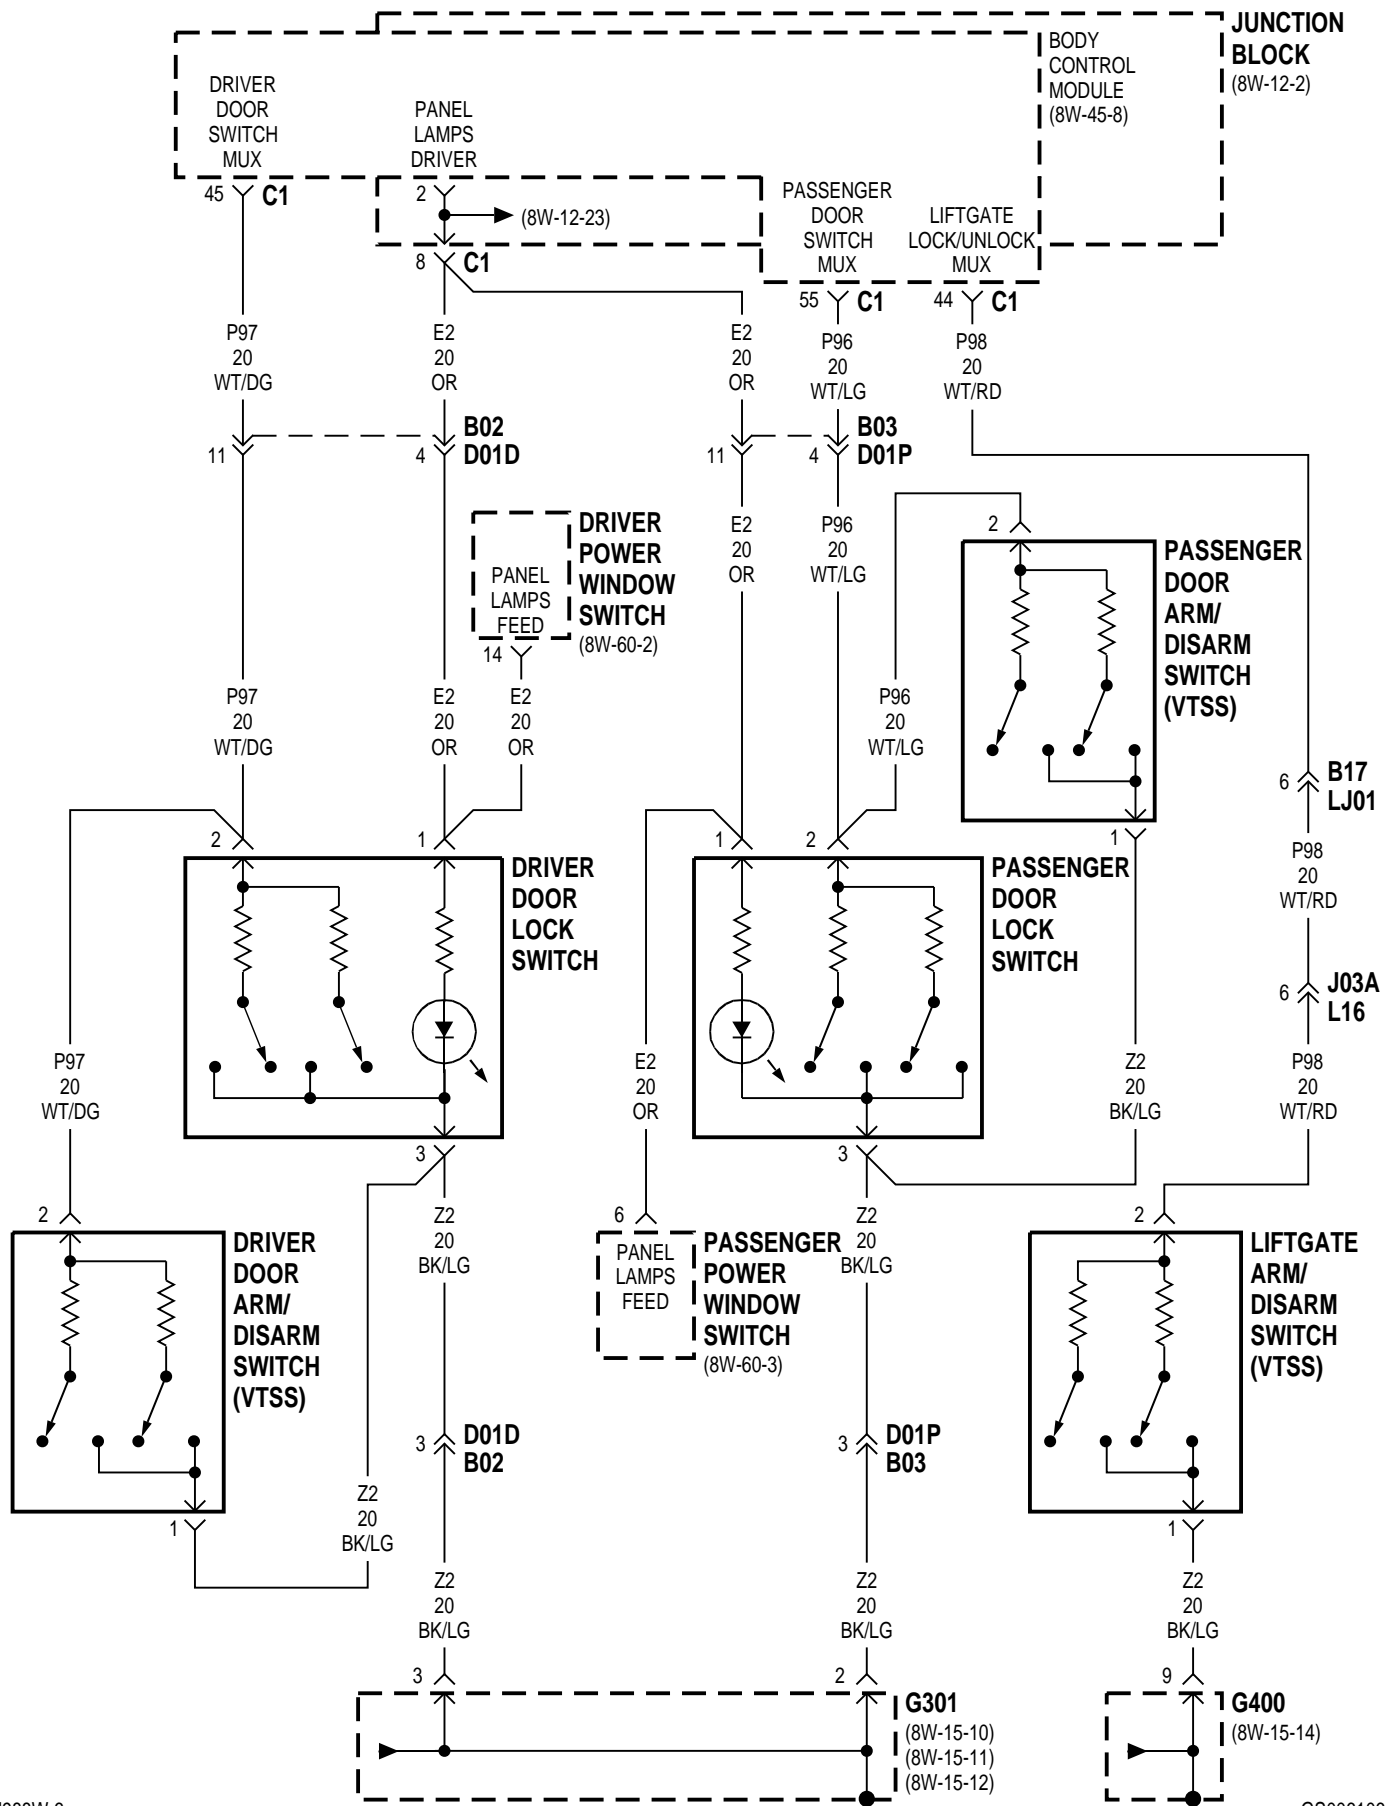 JUNCTION
BLOCK
(8W-12-2)
BODY
CONTROL
MODULE
(8W-45-8)
DRIVER
DOOR
SWITCH
MUX
PANEL
LAMPS
DRIVER
PASSENGER
DOOR
SWITCH
MUX
LIFTGATE
LOCK/UNLOCK
MUX
45 C1
2
(8W-12-23)
8 C1
55 C1
44 C1
P97
20
WT/DG
E2
20
OR
E2
20
OR
P96
20
WT/LG
P98
20
WT/RD
11
4
B02
D01D
11
4
B03
D01P
DRIVER
POWER
WINDOW
SWITCH
(8W-60-2)
PANEL
LAMPS
FEED
14
E2
20
OR
P96
20
WT/LG
2
PASSENGER
DOOR
ARM/
DISARM
SWITCH
(VTSS)
1
P97
20
WT/DG
E2
20
OR
E2
20
OR
P96
20
WT/LG
6
B17
LJ01
2
1
DRIVER
DOOR
LOCK
SWITCH
1
2
PASSENGER
DOOR
LOCK
SWITCH
P98
20
WT/RD
6
J03A
L16
P97
20
WT/DG
E2
20
OR
Z2
20
BK/LG
P98
20
WT/RD
3
3
2
DRIVER
DOOR
ARM/
DISARM
SWITCH
(VTSS)
1
Z2
20
BK/LG
6
PANEL
LAMPS
FEED
PASSENGER
POWER
WINDOW
SWITCH
(8W-60-3)
Z2
20
BK/LG
2
LIFTGATE
ARM/
DISARM
SWITCH
(VTSS)
1
3
D01D
B02
3
D01P
B03
Z2
20
BK/LG
Z2
20
BK/LG
Z2
20
BK/LG
Z2
20
BK/LG
3
2
G301
(8W-15-10)
(8W-15-11)
(8W-15-12)
9
G400
(8W-15-14)